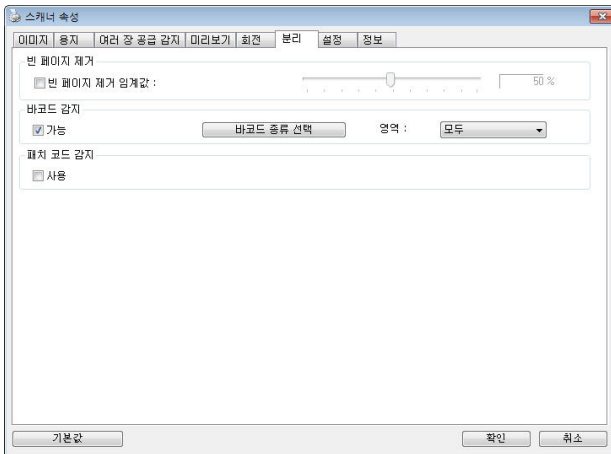 스캐너 속성
이미지 용지 여러 장 공급 감지 미리보기 회전 분리 설정 정보
빈 페이지 제거
빈 페이지 제거 임계값 : 50 %
바코드 감지
가능 바코드 종류 선택 영역 : 모두
패치 코드 감지
사용
기본값 확인 취소